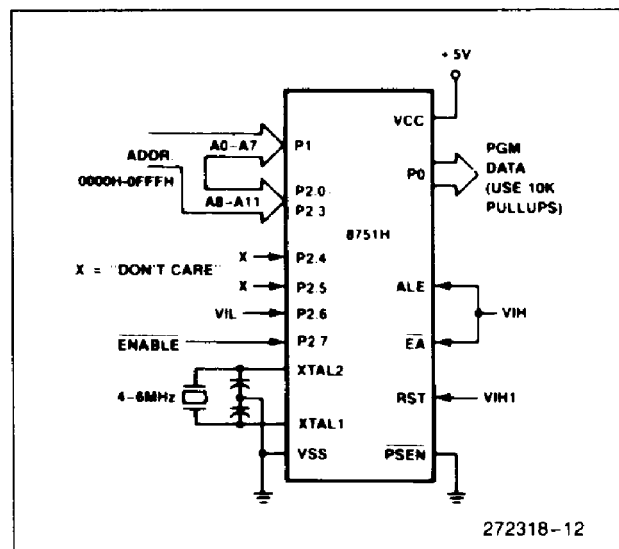 +5V
VCC
ADDR.
0000H-0FFFH
A0-A7
P1
A8-A11
P2.0
P2.3
P0
PGM
DATA
(USE 10K
PULLUPS)
8751H
X = "DON'T CARE"
X
P2.4
X
P2.5
VIL
P2.6
ENABLE
P2.7
ALE
EA
VIH
4-6MHz
XTAL2
XTAL1
VSS
RST
VIH1
PSEN
272318-12